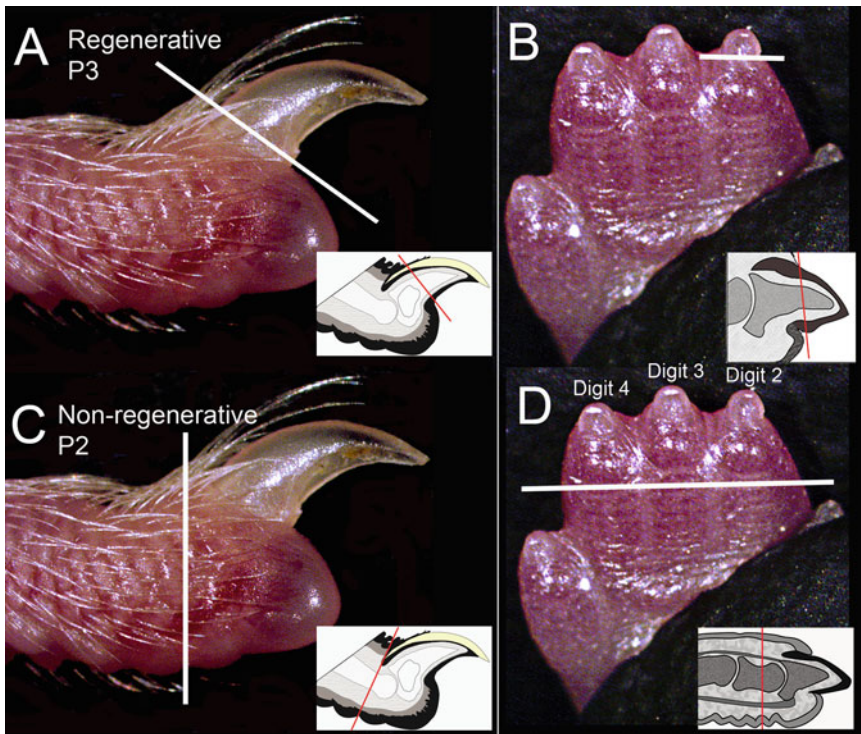 A
Regenerative
P3
B
C
Non-regenerative
P2
Digit 4 Digit 3 Digit 2
D